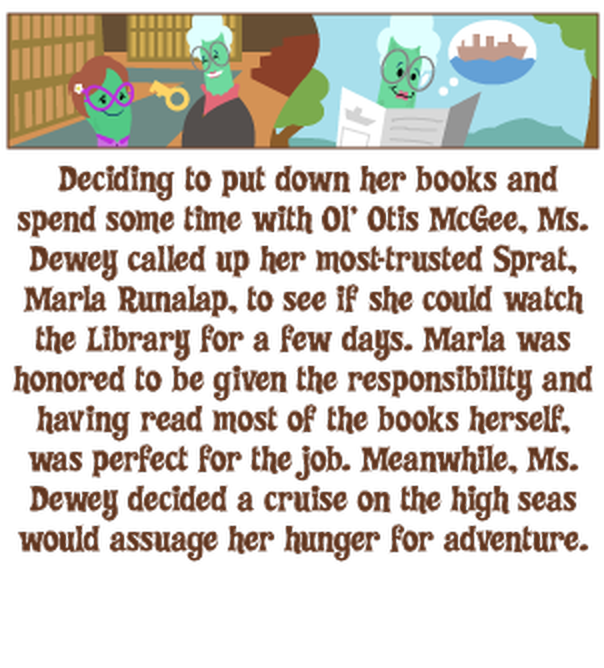 Deciding to put down her books and
spend some time with Ol' Otis McGee, Ms.
Dewey called up her most-trusted Sprat,
Marla Runalap, to see if she could watch
the Library for a few days. Marla was
honored to be given the responsibility and
having read most of the books herself,
was perfect for the job. Meanwhile, Ms.
Dewey decided a cruise on the high seas
would assuage her hunger for adventure.